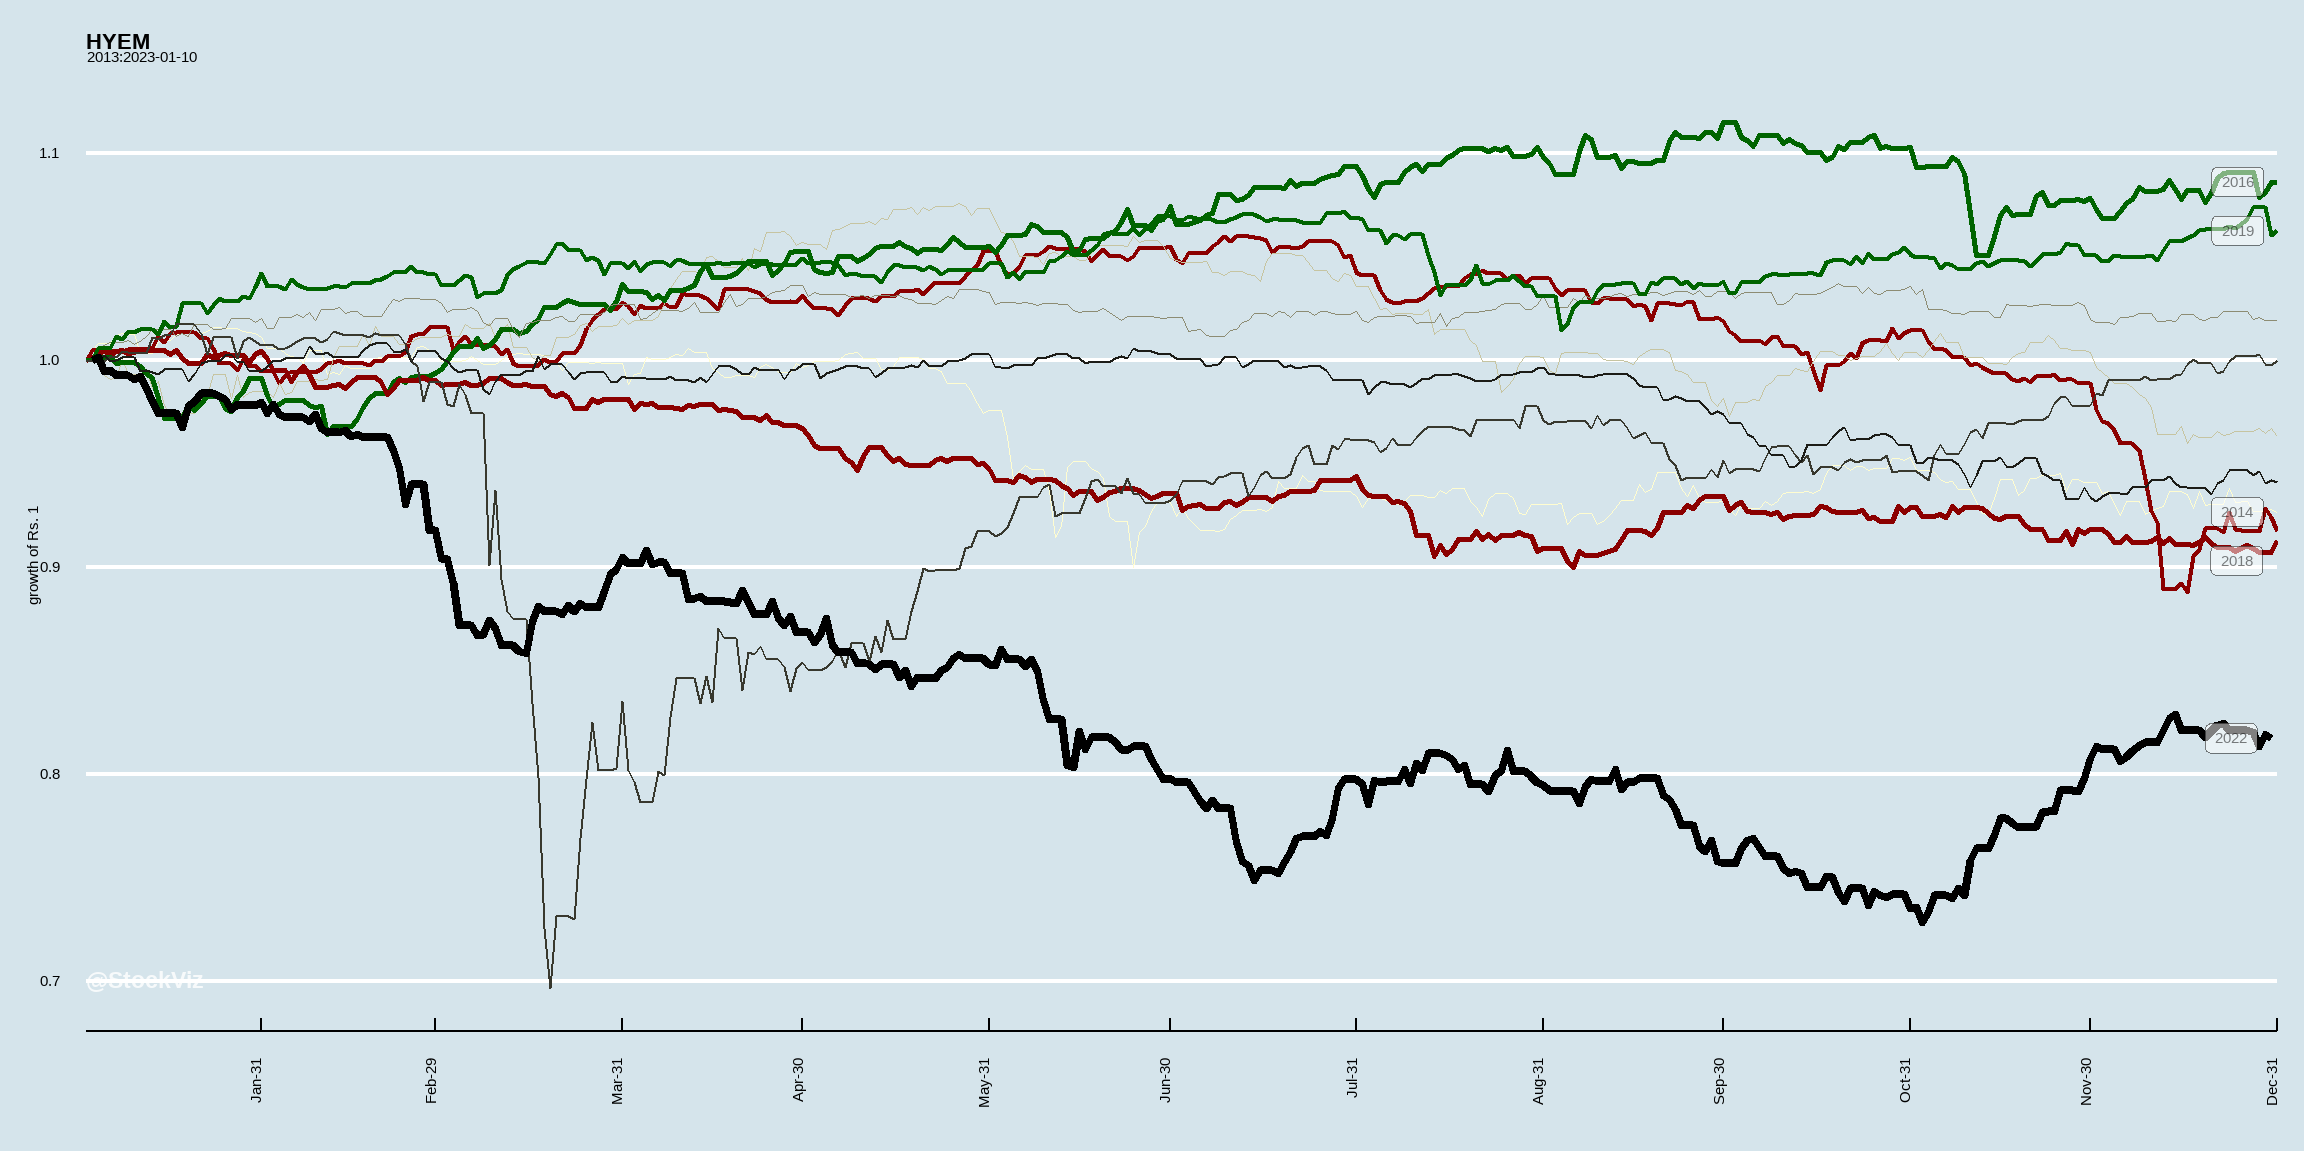 HYEM
2013:2023-01-10
1.1
1.0
0.9
0.8
0.7
growth of Rs. 1
2016
2019
2014
2018
2022
@StockViz
Jan-31
Feb-29
Mar-31
Apr-30
May-31
Jun-30
Jul-31
Aug-31
Sep-30
Oct-31
Nov-30
Dec-31